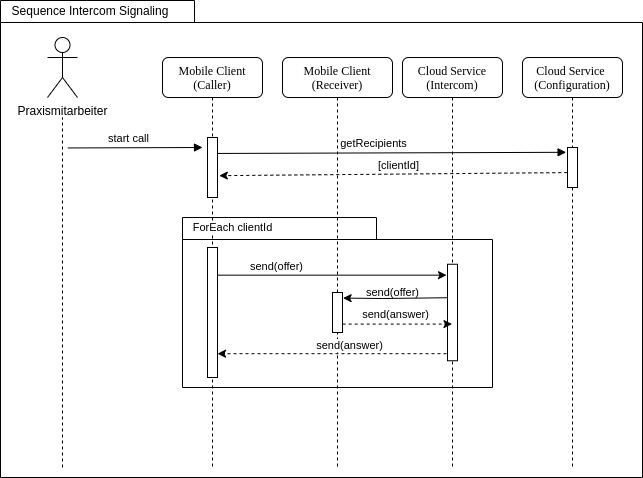 Sequence Intercom Signaling
Praxismitarbeiter
Mobile Client
(Caller)
Mobile Client
(Receiver)
Cloud Service
(Intercom)
Cloud Service
(Configuration)
start call
getRecipients
[clientId]
ForEach clientId
send(offer)
send(offer)
send(answer)
send(answer)